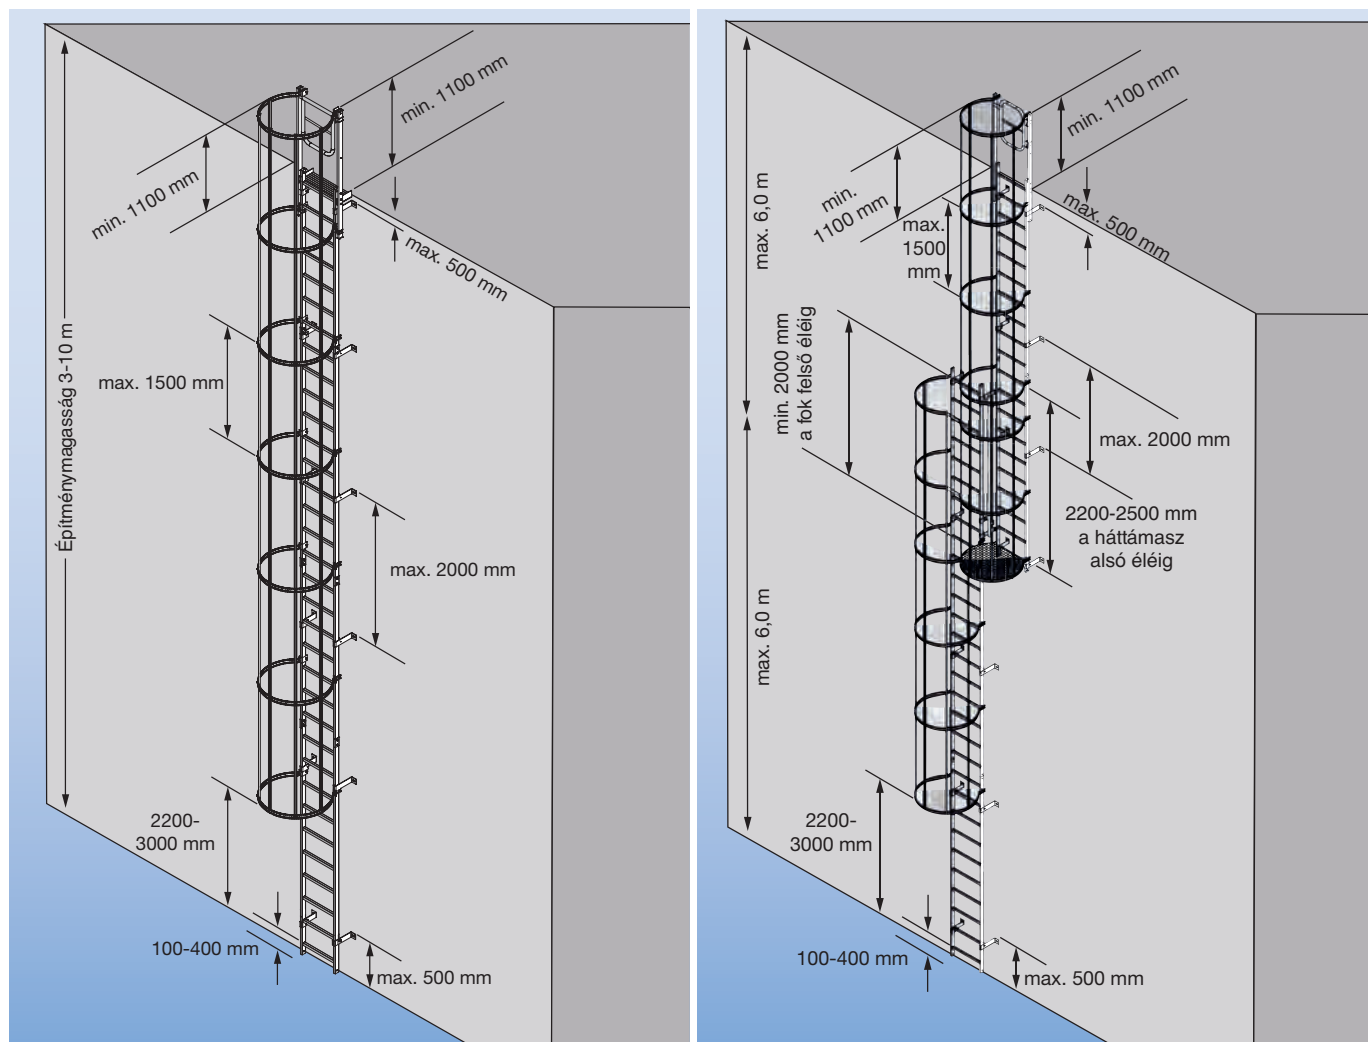 min. 1100 mm
min. 1100 mm
max. 500 mm
Építménymagasság 3-10 m
max. 1500 mm
max. 2000 mm
2200-
3000 mm
100-400 mm
max. 500 mm
min. 1100 mm
max. 6,0 m
min.
1100 mm
max.
1500
mm
max. 500 mm
min. 2000 mm
a fok felső éléig
max. 2000 mm
2200-2500 mm
a háttámasz
alsó éléig
max. 6,0 m
2200-
3000 mm
100-400 mm
max. 500 mm